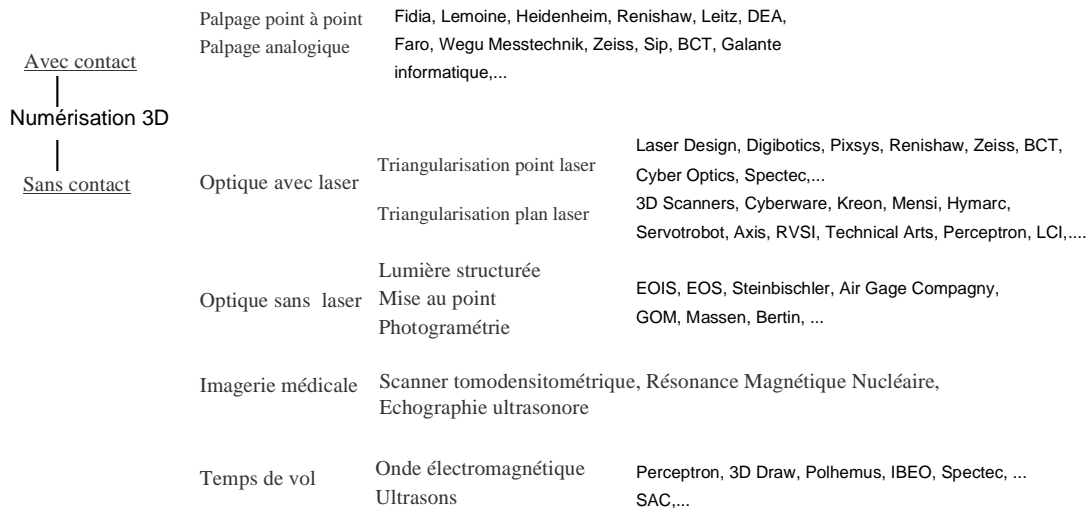 Palpage point à point
Palpage analogique
Fidia, Lemoine, Heidenheim, Renishaw, Leitz, DEA,
Faro, Wegu Messtechnik, Zeiss, Sip, BCT, Galante
informatique,...
Avec contact
Numérisation 3D
Sans contact
Optique avec laser
Triangularisation point laser
Laser Design, Digibotics, Pixsys, Renishaw, Zeiss, BCT,
Cyber Optics, Spectec,...
Triangularisation plan laser
3D Scanners, Cyberware, Kreon, Mensi, Hymarc,
Servotrobot, Axis, RVSI, Technical Arts, Perceptron, LCI,....
Optique sans laser
Lumière structurée
Mise au point
Photogramétrie
EOIS, EOS, Steinbischler, Air Gage Compagny,
GOM, Massen, Bertin, ...
Imagerie médicale
Scanner tomodensitométrique, Résonance Magnétique Nucléaire,
Echographie ultrasonore
Temps de vol
Onde électromagnétique
Ultrasons
Perceptron, 3D Draw, Polhemus, IBEO, Spectec, ...
SAC,...